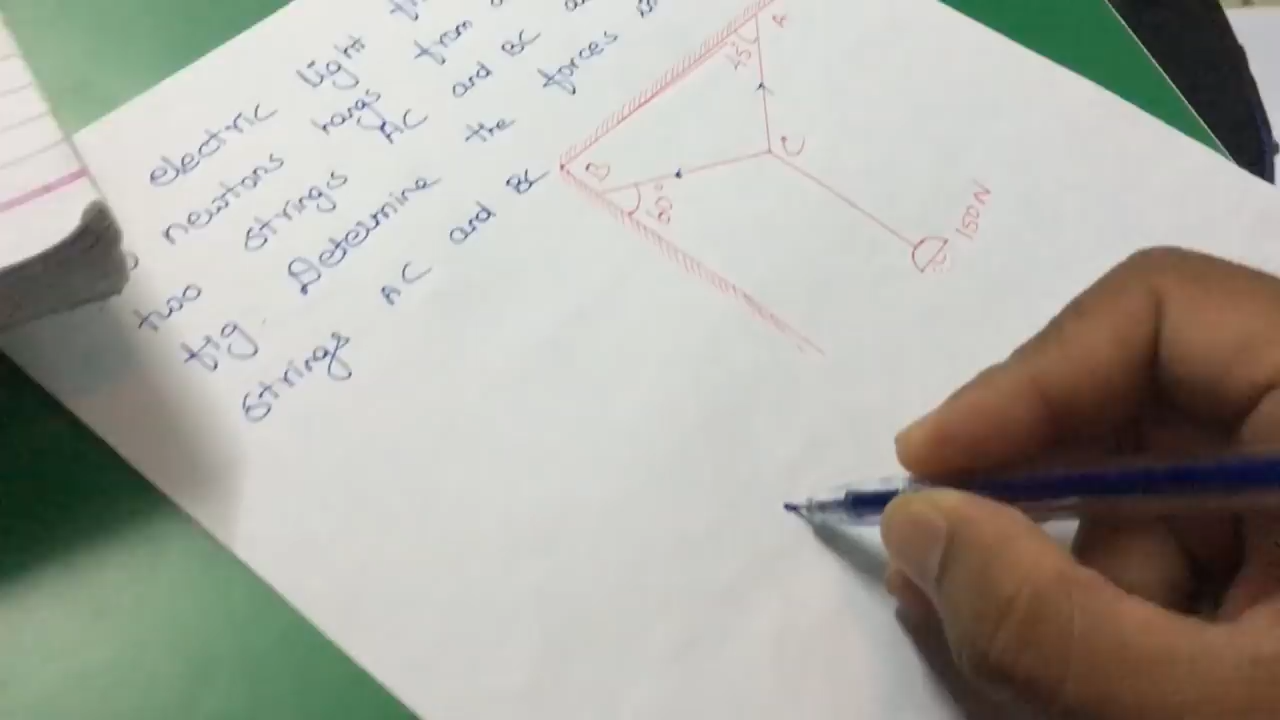 electric light
newtons hangs from
two strings AC and BC
fig. Determine the forces in
strings AC and BC
A
45°
B
60°
C
150N